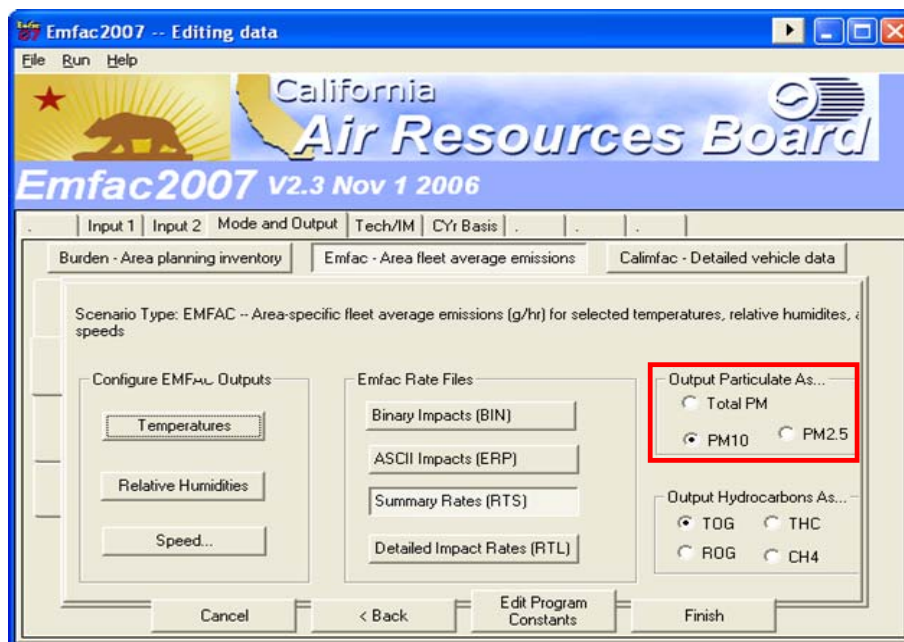 Emfac2007 -- Editing data
File Run Help
California
Air Resources Board
Emfac2007 V2.3 Nov 1 2006
. Input 1 Input 2 Mode and Output Tech/IM CYr Basis . . .
Burden - Area planning inventory Emfac - Area fleet average emissions Calimfac - Detailed vehicle data
Scenario Type: EMFAC -- Area-specific fleet average emissions (g/hr) for selected temperatures, relative humidites,
speeds
Configure EMFAC Outputs
Temperatures
Relative Humidities
Speed...
Emfac Rate Files
Binary Impacts (BIN)
ASCII Impacts (ERP)
Summary Rates (RTS)
Detailed Impact Rates (RTL)
Output Particulate As...
Total PM
PM10 PM2.5
Output Hydrocarbons As...
TOG THC
ROG CH4
Cancel < Back Edit Program Constants Finish